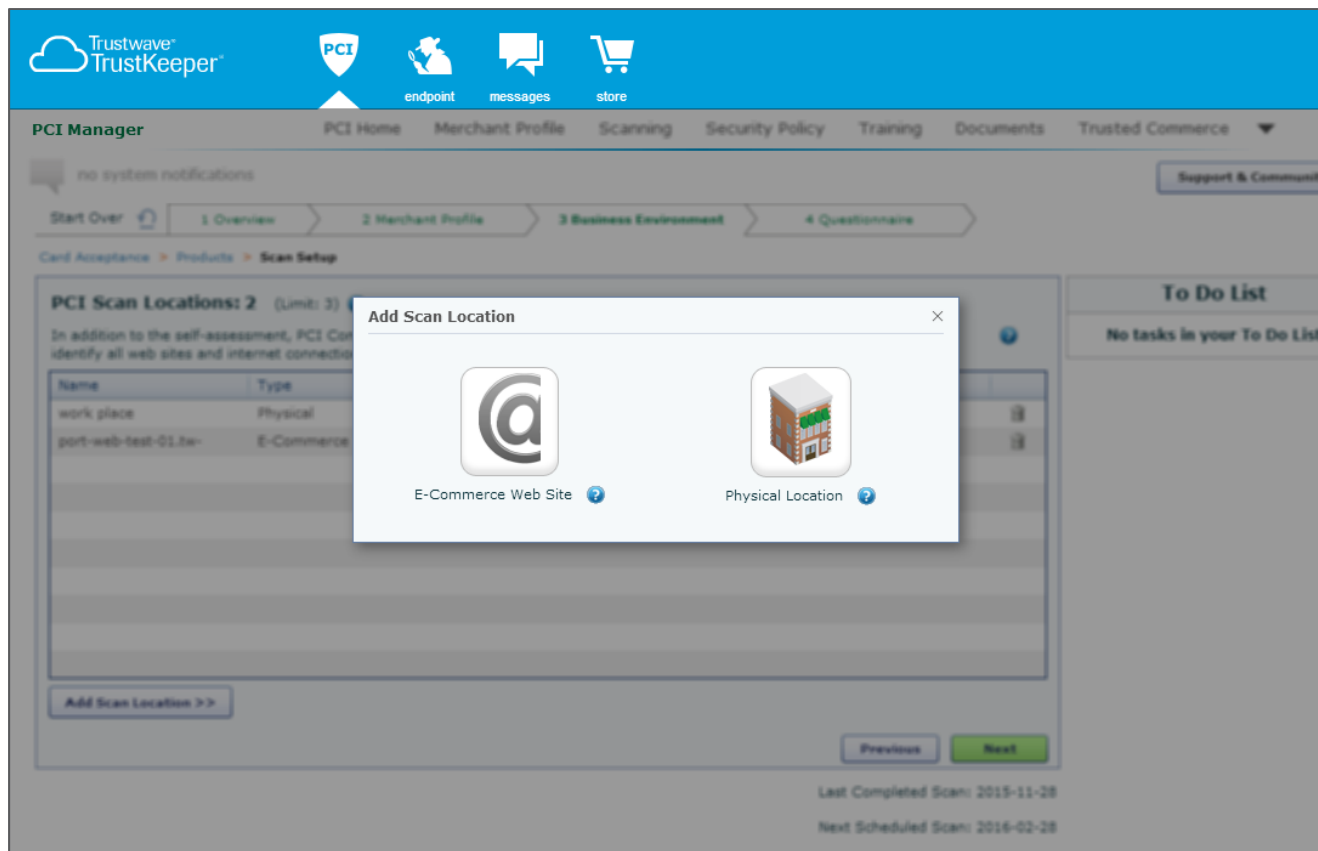 Trustwave®
TrustKeeper®
PCI
endpoint messages store
PCI Manager PCI Home Merchant Profile Scanning Security Policy Training Documents Trusted Commerce
no system notifications
Support & Communit
Start Over 1 Overview 2 Merchant Profile 3 Business Environment 4 Questionnaire
Card Acceptance > Products > Scan Setup
PCI Scan Locations: 2 (Limit: 3)
In addition to the self-assessment, PCI Con
identify all web sites and internet connectio
Name Type
work place Physical
port-web-test-01.tw- E-Commerce
Add Scan Location
×
@
E-Commerce Web Site ?
Physical Location ?
?
To Do List
No tasks in your To Do List
Add Scan Location >>
Previous Next
Last Completed Scan: 2015-11-28
Next Scheduled Scan: 2016-02-28